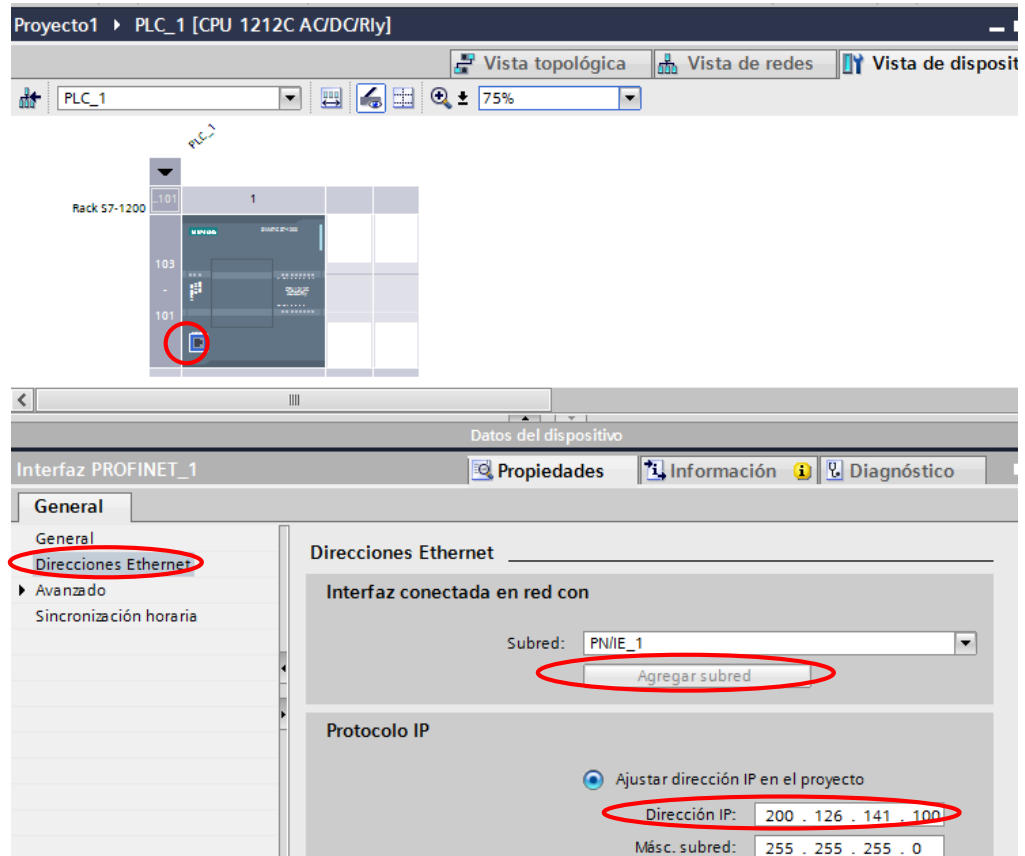 Proyecto1 ▸ PLC_1 [CPU 1212C AC/DC/Rly]
Vista topológica Vista de redes Vista de disposit
PLC_1 75%
PLC_1
Rack S7-1200 1
103
-
101
Datos del dispositivo
Interfaz PROFINET_1 Propiedades Información Diagnóstico
General
General
Direcciones Ethernet
Avanzado
Sincronización horaria
Direcciones Ethernet
Interfaz conectada en red con
Subred: PN/IE_1
Agregar subred
Protocolo IP
Ajustar dirección IP en el proyecto
Dirección IP: 200 . 126 . 141 . 100
Másc. subred: 255 . 255 . 255 . 0